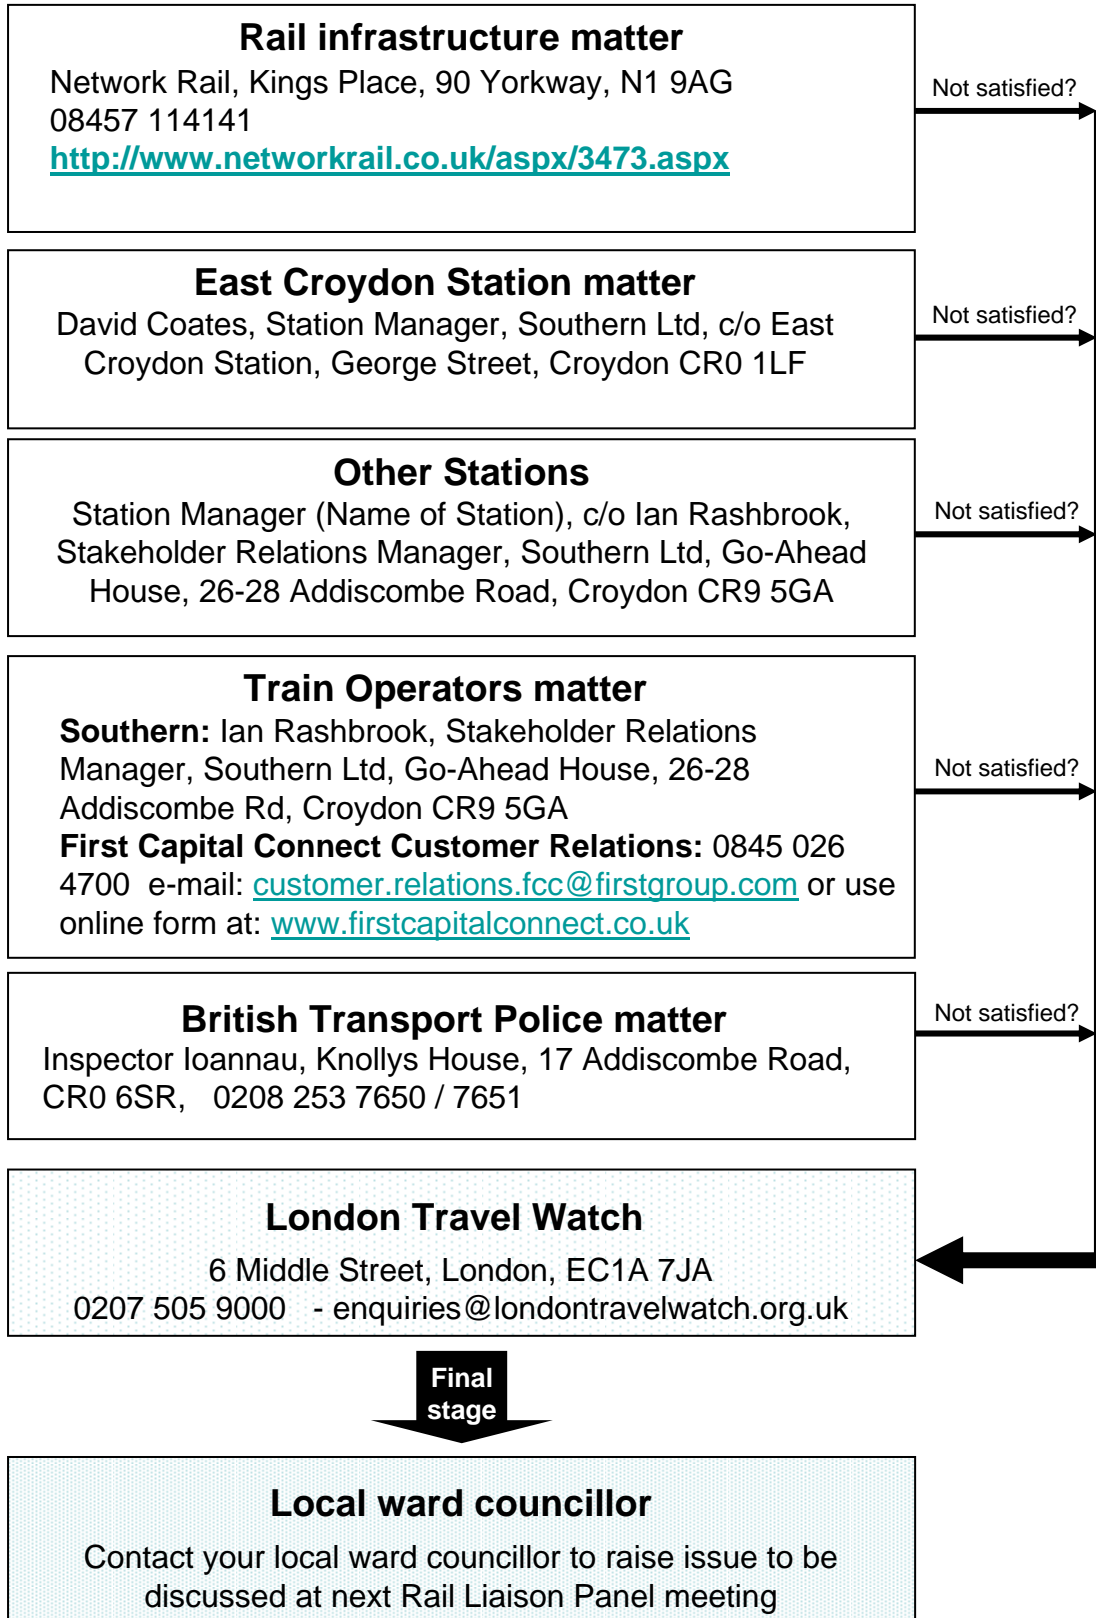 Rail infrastructure matter
Network Rail, Kings Place, 90 Yorkway, N1 9AG
08457 114141
http://www.networkrail.co.uk/aspx/3473.aspx
Not satisfied?
East Croydon Station matter
David Coates, Station Manager, Southern Ltd, c/o East
Croydon Station, George Street, Croydon CR0 1LF
Not satisfied?
Other Stations
Station Manager (Name of Station), c/o Ian Rashbrook,
Stakeholder Relations Manager, Southern Ltd, Go-Ahead
House, 26-28 Addiscombe Road, Croydon CR9 5GA
Not satisfied?
Train Operators matter
Southern: Ian Rashbrook, Stakeholder Relations
Manager, Southern Ltd, Go-Ahead House, 26-28
Addiscombe Rd, Croydon CR9 5GA
First Capital Connect Customer Relations: 0845 026
4700 e-mail: customer.relations.fcc@firstgroup.com or use
online form at: www.firstcapitalconnect.co.uk
Not satisfied?
British Transport Police matter
Inspector Ioannau, Knollys House, 17 Addiscombe Road,
CR0 6SR, 0208 253 7650 / 7651
Not satisfied?
London Travel Watch
6 Middle Street, London, EC1A 7JA
0207 505 9000 - enquiries@londontravelwatch.org.uk
Final
stage
Local ward councillor
Contact your local ward councillor to raise issue to be
discussed at next Rail Liaison Panel meeting